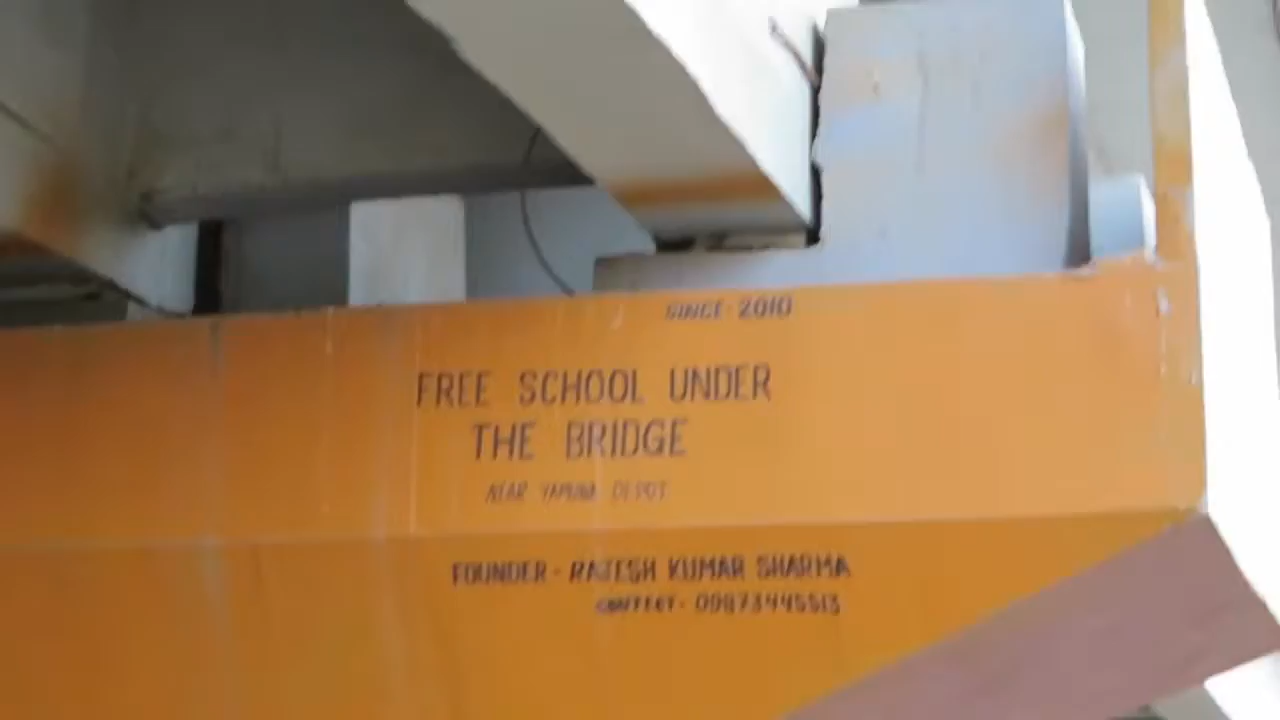 SINCE 2010
FREE SCHOOL UNDER
THE BRIDGE
NEAR YAMUNA DEPOT
FOUNDER - RAJESH KUMAR SHARMA